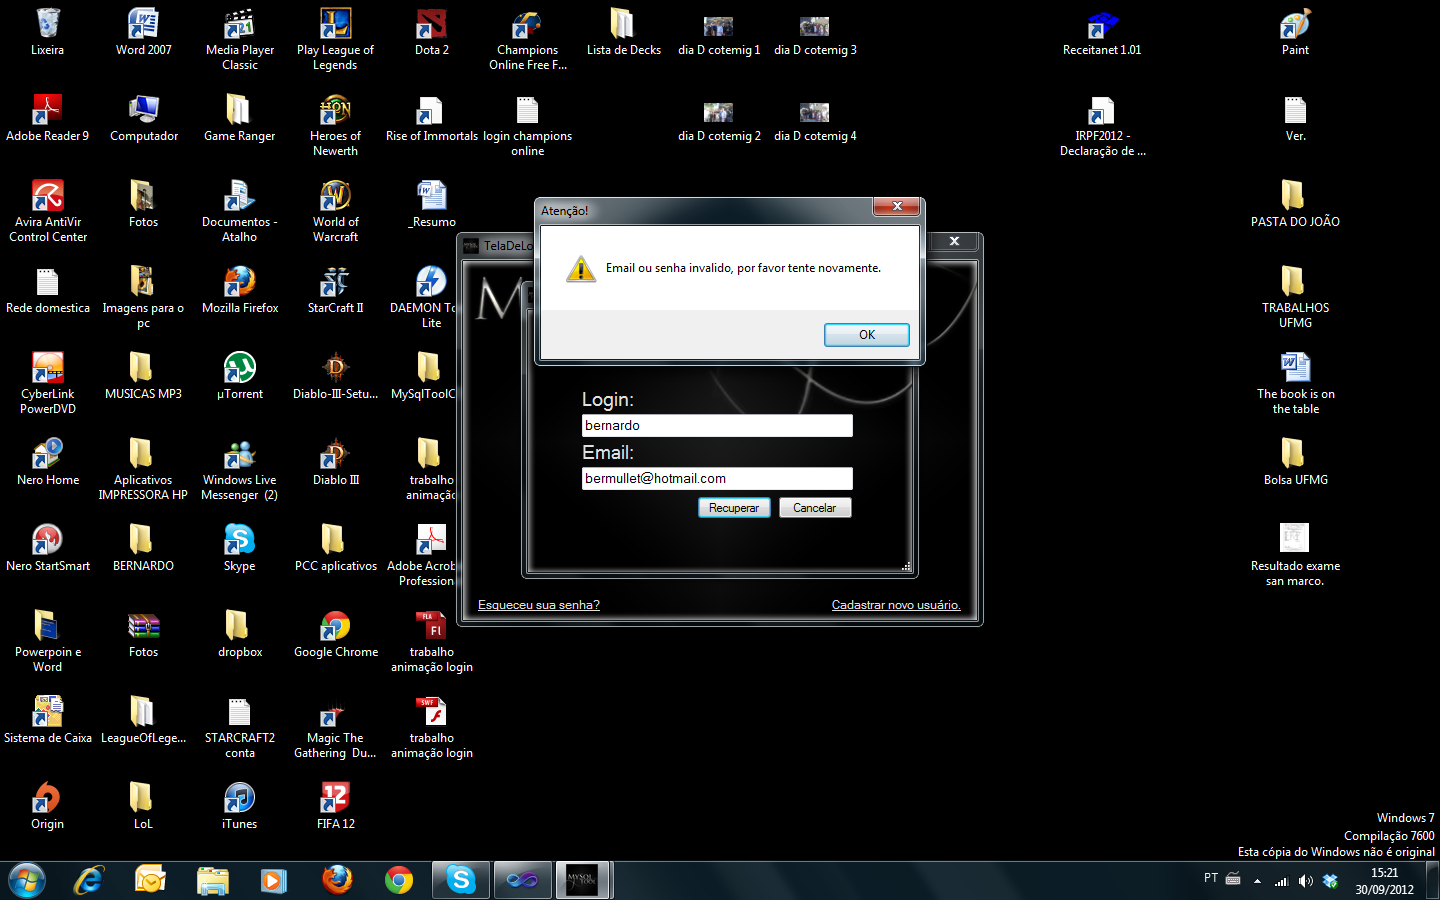 Lixeira
Word 2007
Media Player
Classic
Play League of
Legends
Dota 2
Champions
Online Free F...
Lista de Decks
dia D cotemig 1
dia D cotemig 3
Receitanet 1.01
Paint
Adobe Reader 9
Computador
Game Ranger
Heroes of
Newerth
Rise of Immortals
login champions
online
dia D cotemig 2
dia D cotemig 4
IRPF2012 -
Declaração de ...
Ver.
Avira AntiVir
Control Center
Fotos
Documentos -
Atalho
World of
Warcraft
_Resumo
PASTA DO JOÃO
Rede domestica
Imagens para o
pc
Mozilla Firefox
StarCraft II
DAEMON To
Lite
TRABALHOS
UFMG
CyberLink
PowerDVD
MUSICAS MP3
µTorrent
Diablo-III-Setu...
MySqlToolC
The book is on
the table
Nero Home
Aplicativos
IMPRESSORA HP
Windows Live
Messenger (2)
Diablo III
trabalho
animação
Bolsa UFMG
Nero StartSmart
BERNARDO
Skype
PCC aplicativos
Adobe Acrob
Profession
Resultado exame
san marco.
Powerpoin e
Word
Fotos
dropbox
Google Chrome
trabalho
animação login
Sistema de Caixa
LeagueOfLege...
STARCRAFT2
conta
Magic The
Gathering Du...
trabalho
animação login
Origin
LoL
iTunes
FIFA 12
TelaDeLo
M
Atenção!
Email ou senha invalido, por favor tente novamente.
OK
Login:
bernardo
Email:
bermullet@hotmail.com
Recuperar
Cancelar
Esqueceu sua senha?
Cadastrar novo usuário.
Windows 7
Compilação 7600
Esta cópia do Windows não é original
MYSQL
TOOL
PT
15:21
30/09/2012